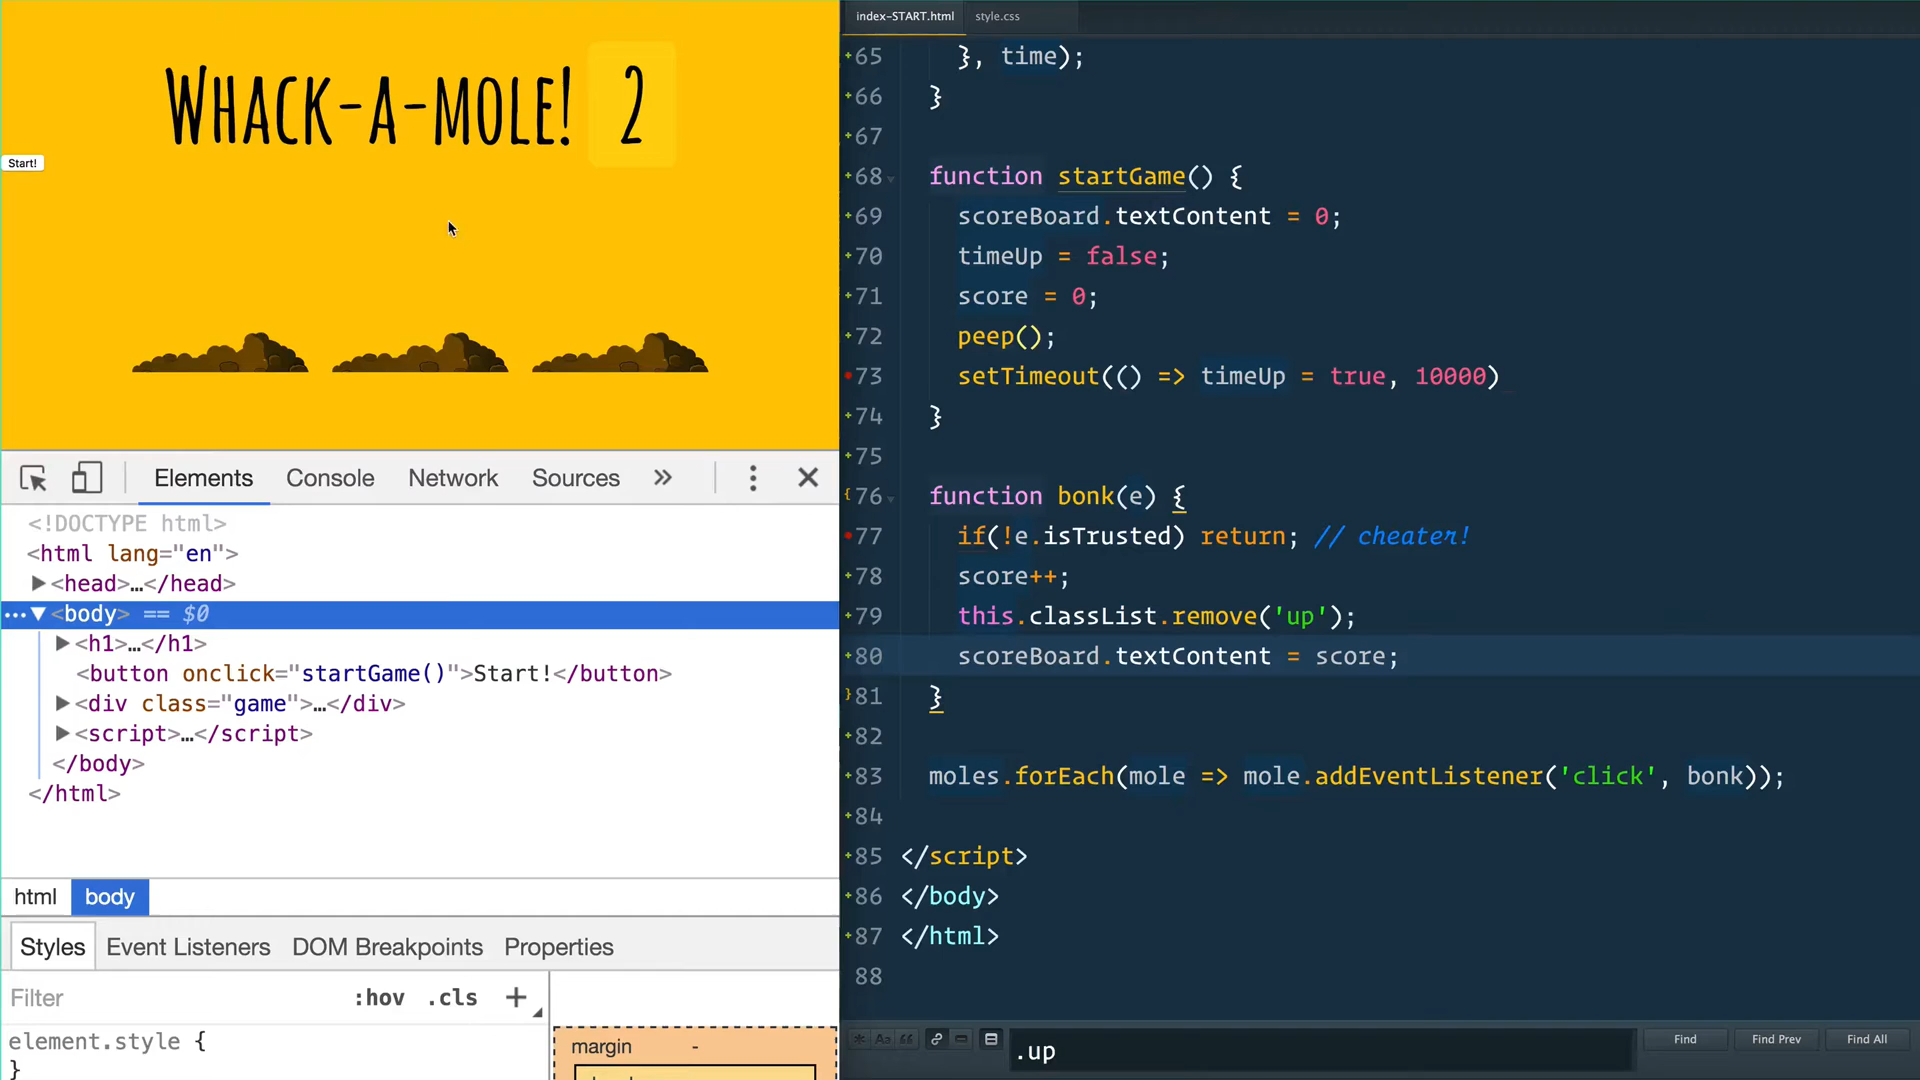 WHACK-A-MOLE! 2
Start!
Elements Console Network Sources »
<!DOCTYPE html>
<html lang="en">
▶<head>…</head>
…▼<body> == $0
▶<h1>…</h1>
<button onclick="startGame()">Start!</button>
▶<div class="game">…</div>
▶<script>…</script>
</body>
</html>
html body
Styles Event Listeners DOM Breakpoints Properties
Filter :hov .cls +
element.style {
}
margin -
index-START.html style.css
65 }, time);
66 }
67
68 function startGame() {
69 scoreBoard.textContent = 0;
70 timeUp = false;
71 score = 0;
72 peep();
73 setTimeout(() => timeUp = true, 10000)
74 }
75
76 function bonk(e) {
77 if(!e.isTrusted) return; // cheater!
78 score++;
79 this.classList.remove('up');
80 scoreBoard.textContent = score;
81 }
82
83 moles.forEach(mole => mole.addEventListener('click', bonk));
84
85 </script>
86 </body>
87 </html>
88
.* Aa “” .up Find Find Prev Find All